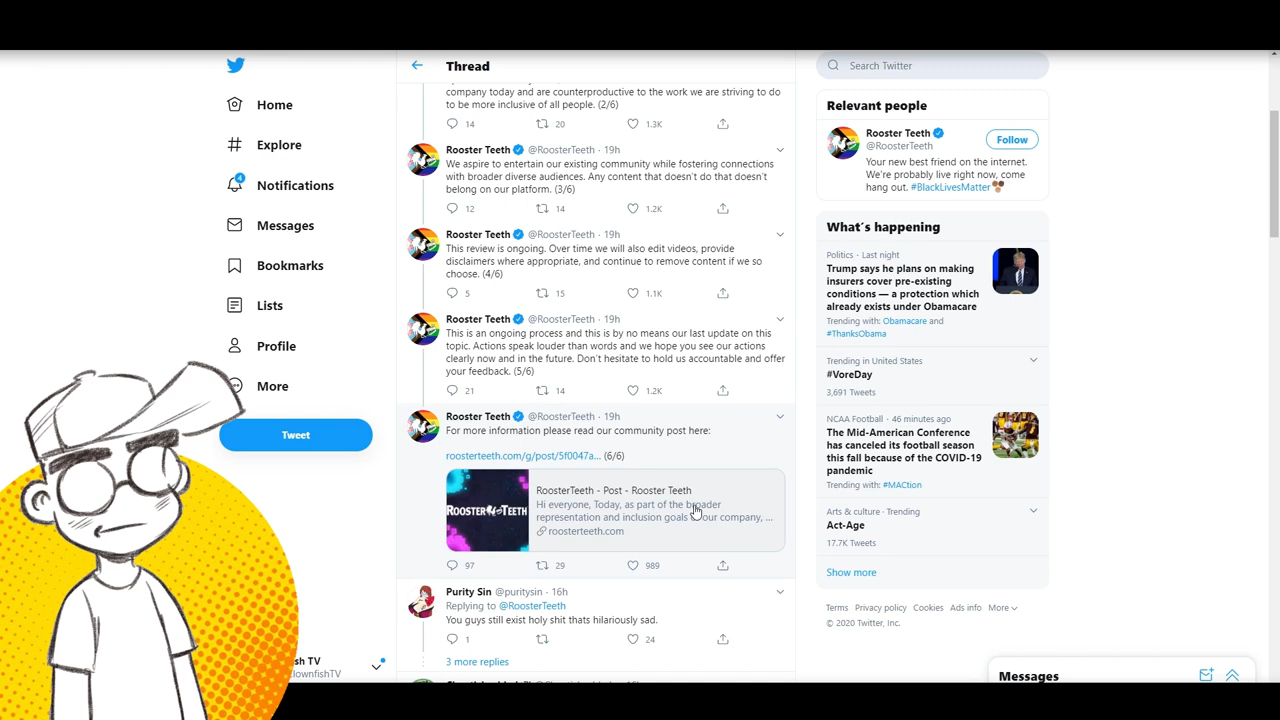 Home
Explore
4
Notifications
Messages
Bookmarks
Lists
Profile
More
Tweet
sh TV
lownfishTV
Thread
company today and are counterproductive to the work we are striving to do
to be more inclusive of all people. (2/6)
14 20 1.3K
Rooster Teeth @RoosterTeeth · 19h
We aspire to entertain our existing community while fostering connections
with broader diverse audiences. Any content that doesn't do that doesn't
belong on our platform. (3/6)
12 14 1.2K
Rooster Teeth @RoosterTeeth · 19h
This review is ongoing. Over time we will also edit videos, provide
disclaimers where appropriate, and continue to remove content if we so
choose. (4/6)
5 15 1.1K
Rooster Teeth @RoosterTeeth · 19h
This is an ongoing process and this is by no means our last update on this
topic. Actions speak louder than words and we hope you see our actions
clearly now and in the future. Don't hesitate to hold us accountable and offer
your feedback. (5/6)
21 14 1.2K
Rooster Teeth @RoosterTeeth · 19h
For more information please read our community post here:
roosterteeth.com/g/post/5f0047a... (6/6)
ROOSTER TEETH
RoosterTeeth - Post - Rooster Teeth
Hi everyone, Today, as part of the broader
representation and inclusion goals of our company, ...
roosterteeth.com
97 29 989
Purity Sin @puritysin · 16h
Replying to @RoosterTeeth
You guys still exist holy shit thats hilariously sad.
1 24
3 more replies
Search Twitter
Relevant people
Rooster Teeth
@RoosterTeeth
Follow
Your new best friend on the internet.
We're probably live right now, come
hang out. #BlackLivesMatter
What's happening
Politics · Last night
Trump says he plans on making
insurers cover pre-existing
conditions — a protection which
already exists under Obamacare
Trending with: Obamacare and
#ThanksObama
Trending in United States
#VoreDay
3,691 Tweets
NCAA Football · 46 minutes ago
The Mid-American Conference
has canceled its football season
this fall because of the COVID-19
pandemic
Trending with: #MACtion
Arts & culture · Trending
Act-Age
17.7K Tweets
Show more
Terms Privacy policy Cookies Ads info More
© 2020 Twitter, Inc.
Messages